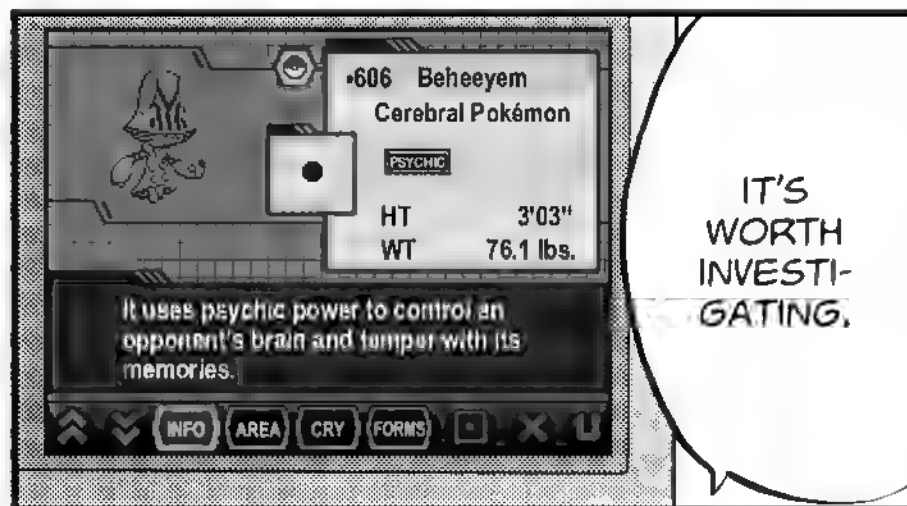 •606 Beheeyem
Cerebral Pokémon
PSYCHIC
HT 3'03"
WT 76.1 lbs.
It uses psychic power to control an
opponent's brain and tamper with its
memories.
INFO AREA CRY FORMS
IT'S
WORTH
INVESTI-
GATING.